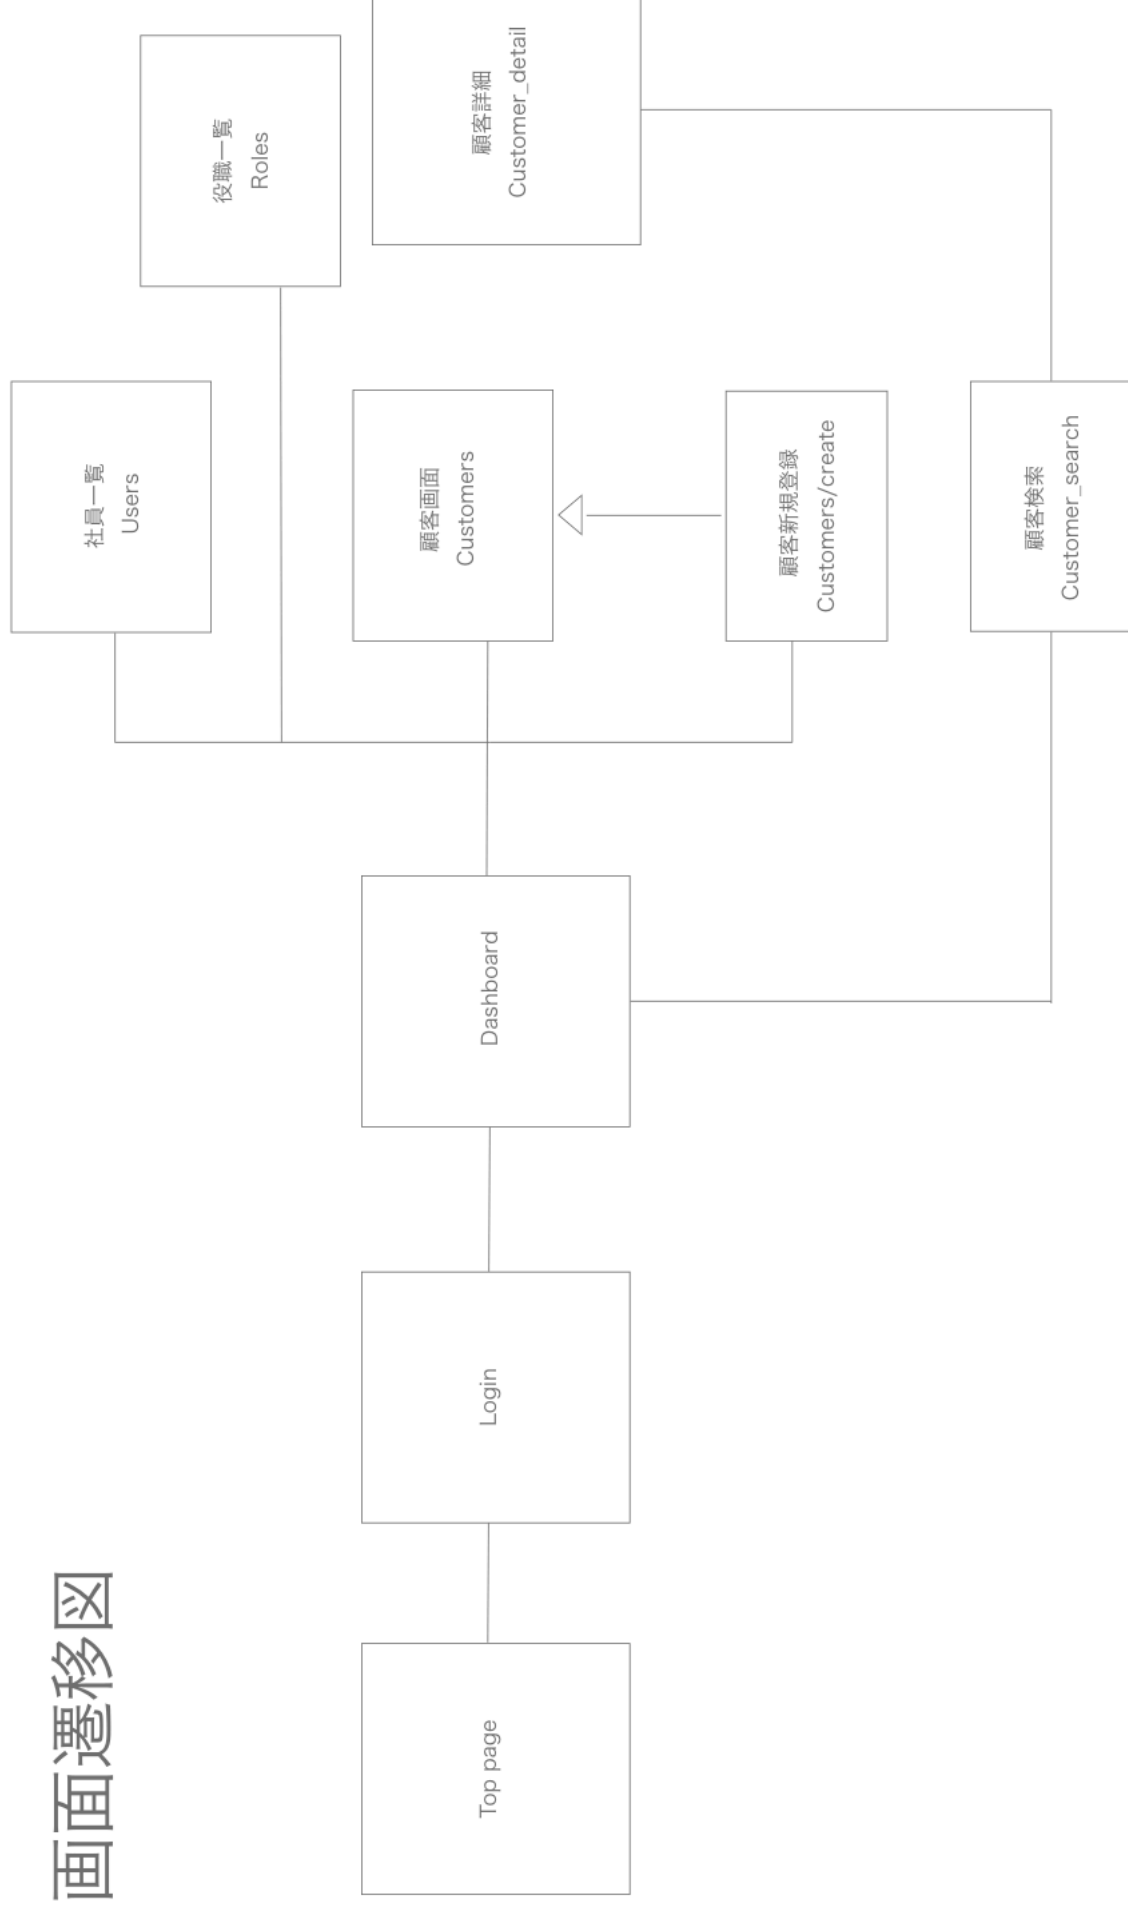 画面遷移図
Top page
Login
Dashboard
社員一覧
Users
役職一覧
Roles
顧客画面
Customers
顧客詳細
Customer_detail
顧客新規登録
Customers/create
顧客検索
Customer_search